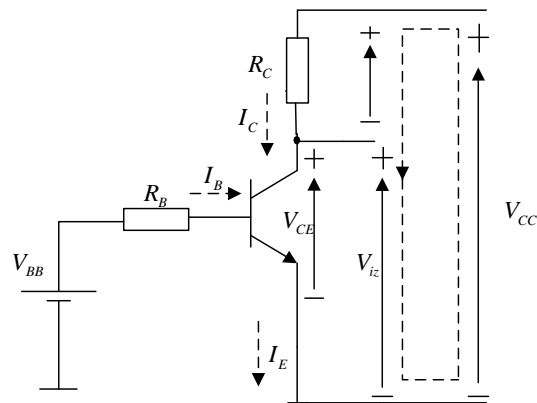 R_C
I_C
I_B
R_B
V_BB
V_CE
V_iz
V_CC
I_E